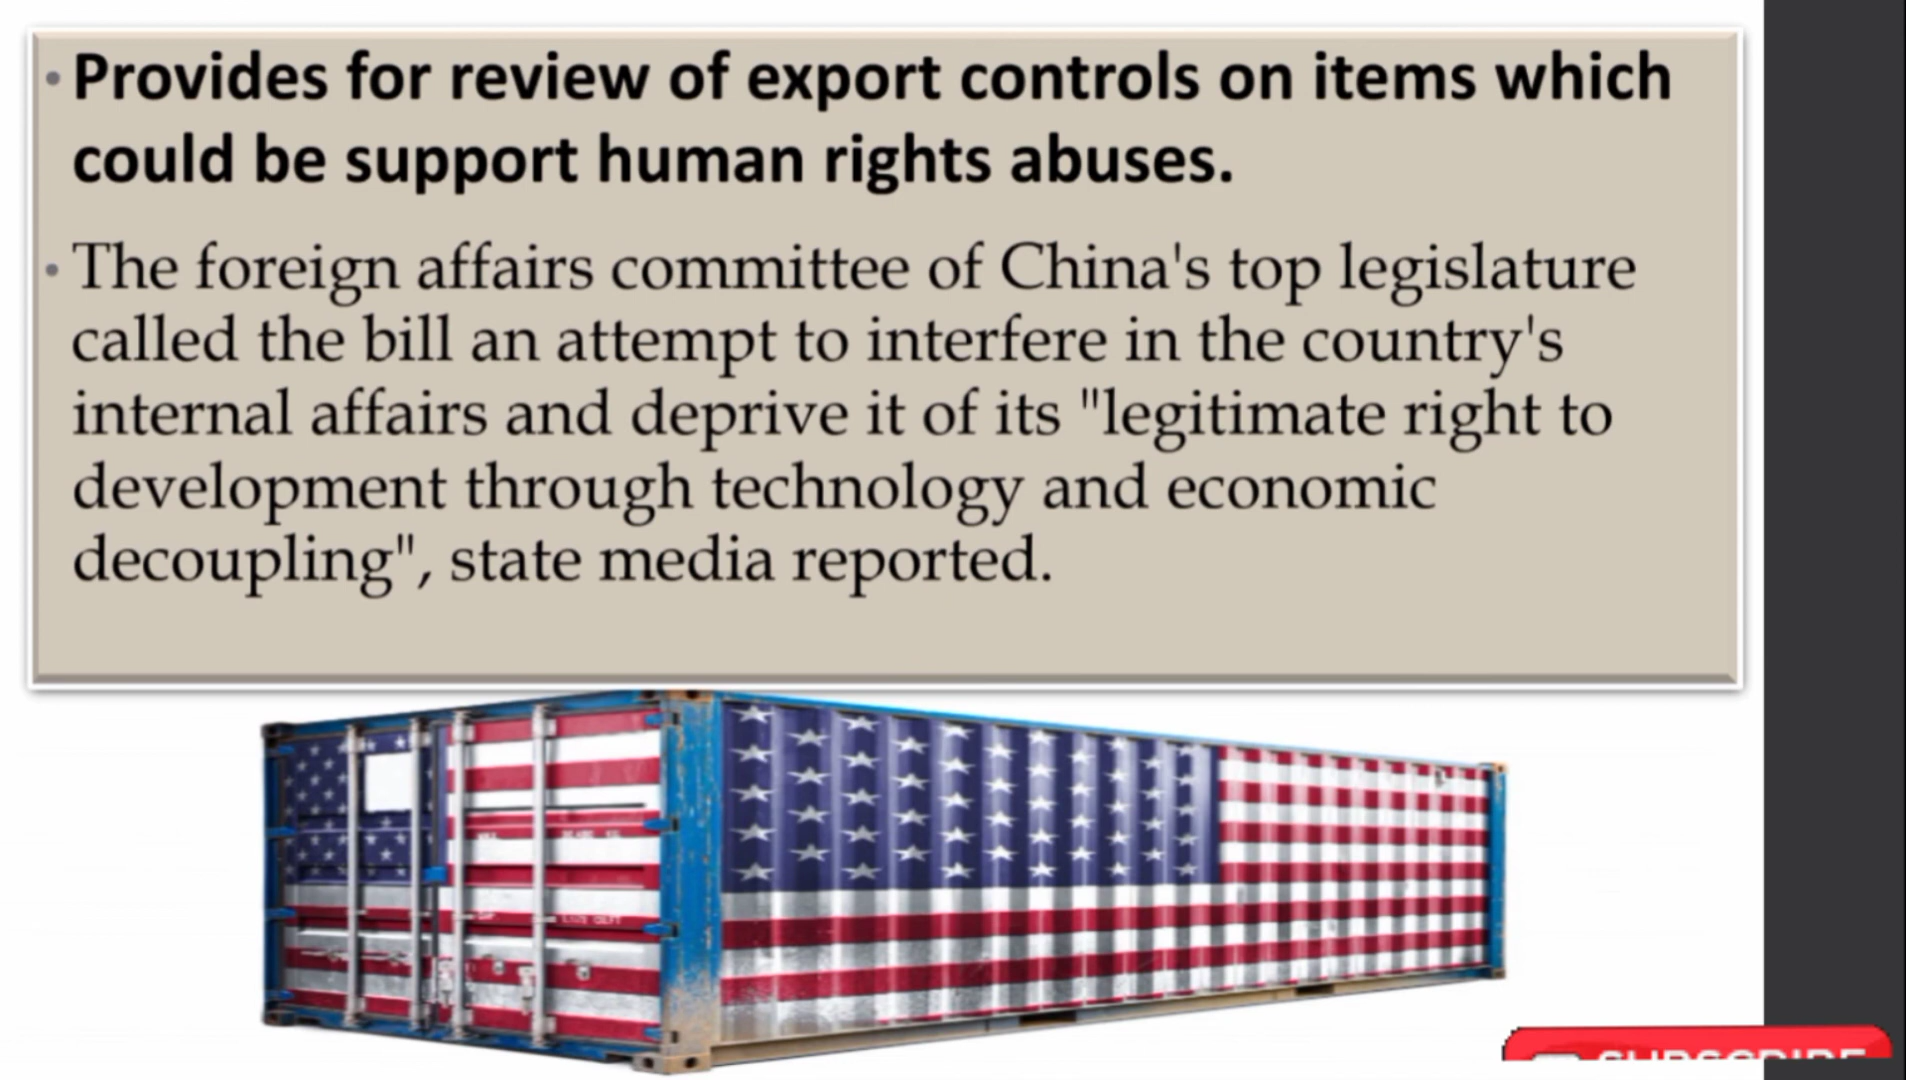 • Provides for review of export controls on items which
could be support human rights abuses.
• The foreign affairs committee of China's top legislature
called the bill an attempt to interfere in the country's
internal affairs and deprive it of its "legitimate right to
development through technology and economic
decoupling", state media reported.
SUBSCRIBE